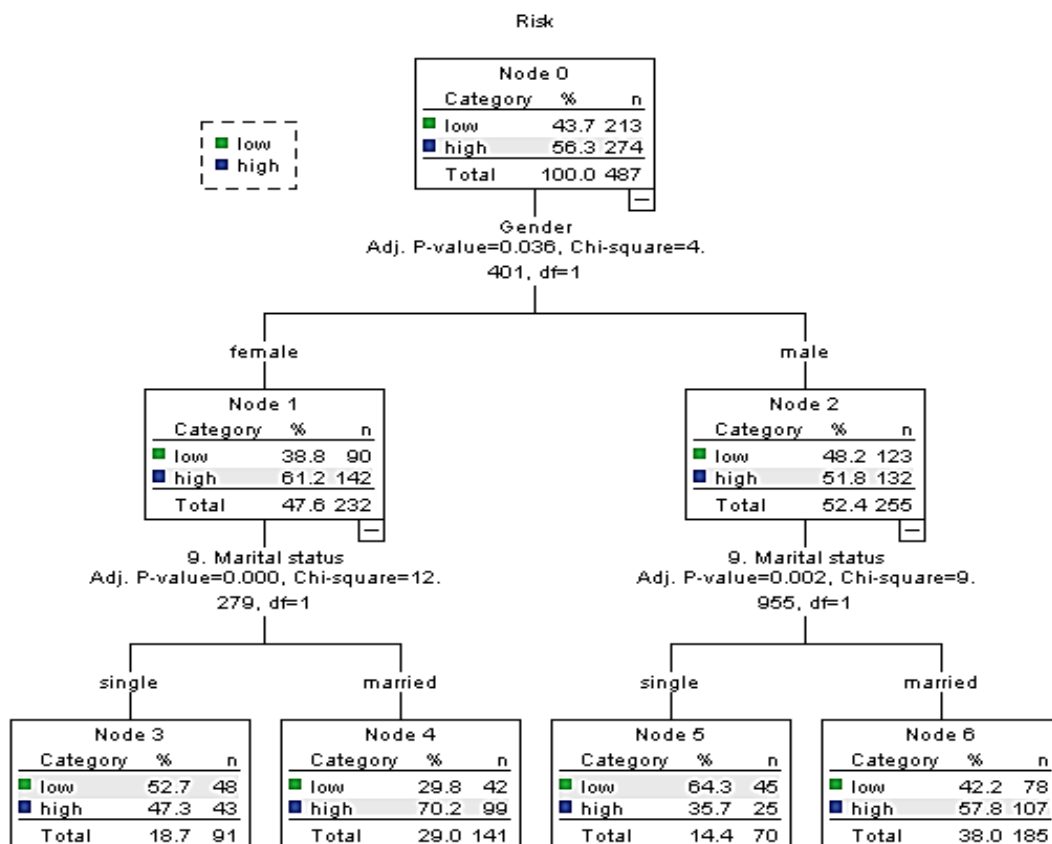 Risk
Node 0
Category % n
low 43.7 213
high 56.3 274
Total 100.0 487
low
high
Gender
Adj. P-value=0.036, Chi-square=4.
401, df=1
female
male
Node 1
Category % n
low 38.8 90
high 61.2 142
Total 47.6 232
Node 2
Category % n
low 48.2 123
high 51.8 132
Total 52.4 255
9. Marital status
Adj. P-value=0.000, Chi-square=12.
279, df=1
9. Marital status
Adj. P-value=0.002, Chi-square=9.
955, df=1
single
married
single
married
Node 3
Category % n
low 52.7 48
high 47.3 43
Total 18.7 91
Node 4
Category % n
low 29.8 42
high 70.2 99
Total 29.0 141
Node 5
Category % n
low 64.3 45
high 35.7 25
Total 14.4 70
Node 6
Category % n
low 42.2 78
high 57.8 107
Total 38.0 185